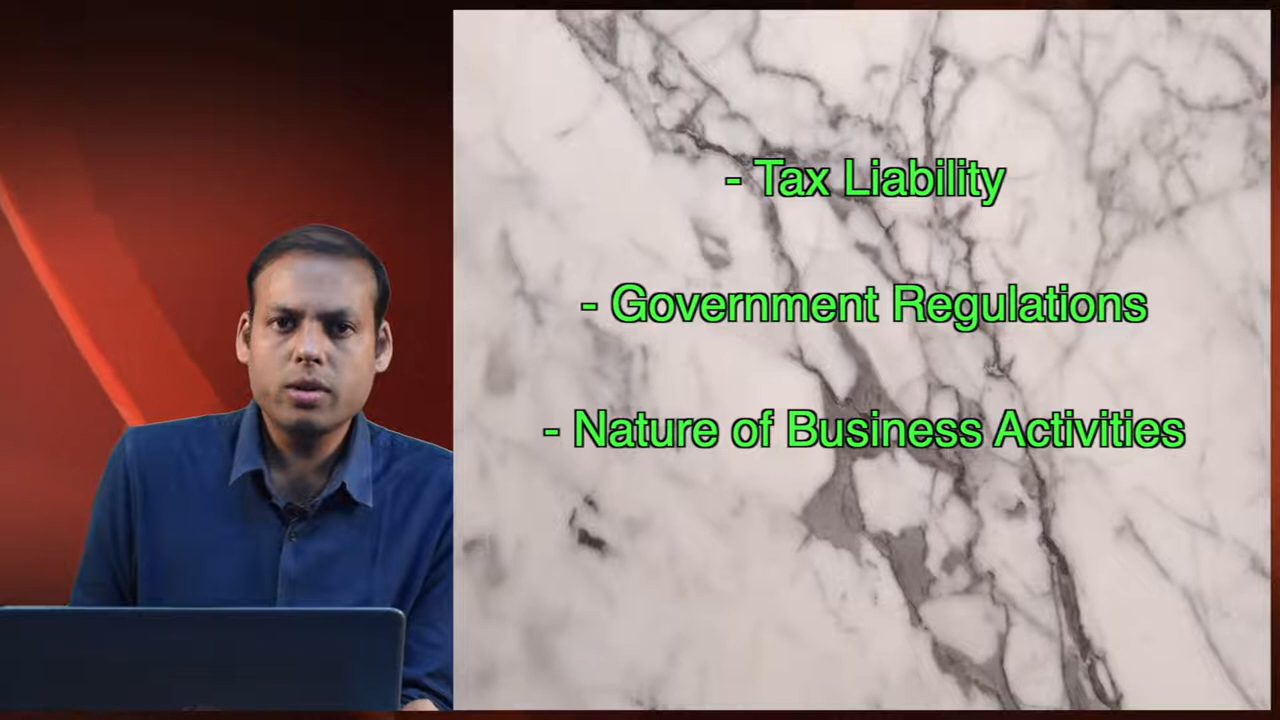 - Tax Liability
- Government Regulations
- Nature of Business Activities